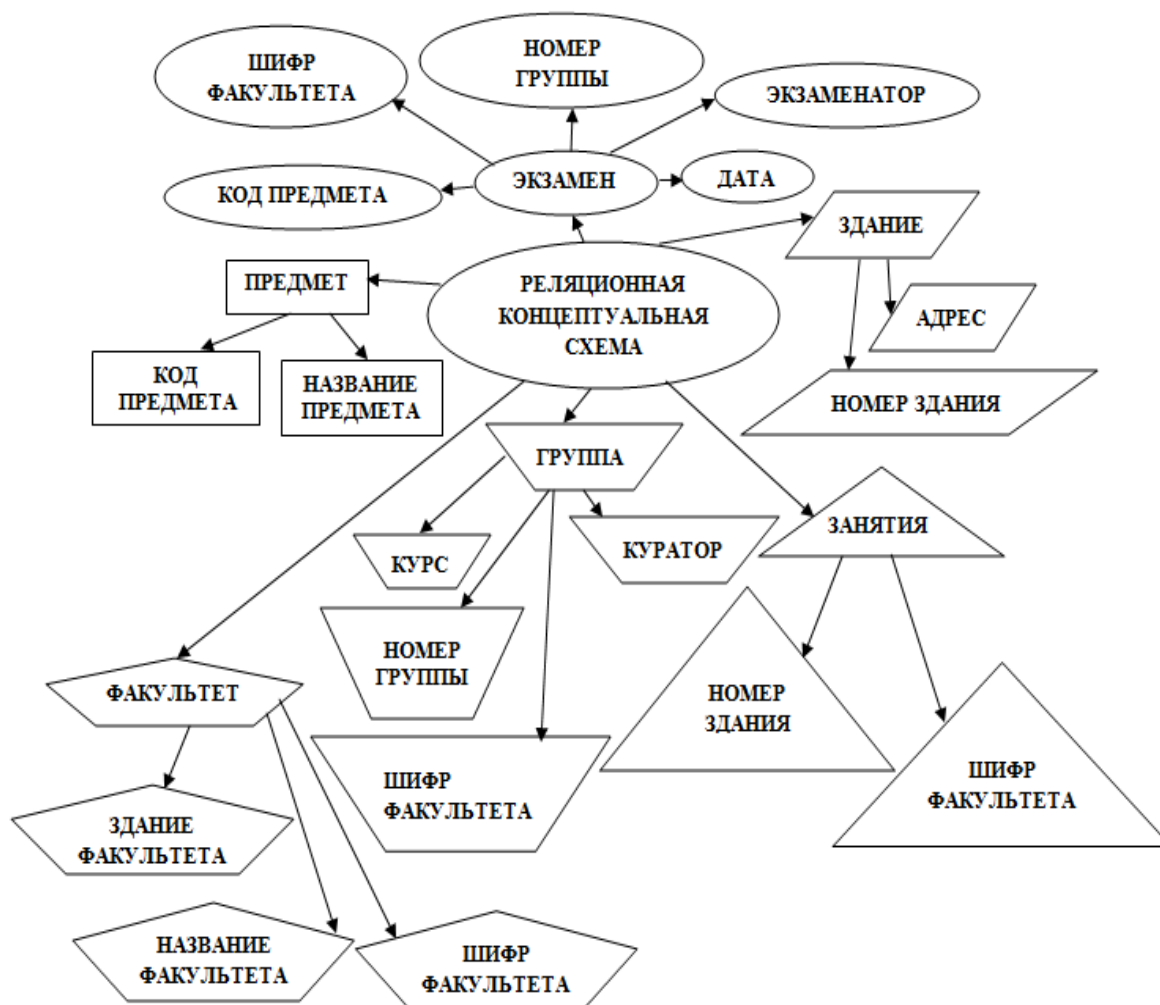 ШИФР
ФАКУЛЬТЕТА
НОМЕР
ГРУППЫ
ЭКЗАМЕНАТОР
КОД ПРЕДМЕТА
ЭКЗАМЕН
ДАТА
ЗДАНИЕ
ПРЕДМЕТ
РЕЛЯЦИОННАЯ
КОНЦЕПТУАЛЬНАЯ
СХЕМА
АДРЕС
КОД
ПРЕДМЕТА
НАЗВАНИЕ
ПРЕДМЕТА
НОМЕР ЗДАНИЯ
ГРУППА
ЗАНЯТИЯ
КУРС
КУРАТОР
НОМЕР
ГРУППЫ
ФАКУЛЬТЕТ
НОМЕР
ЗДАНИЯ
ШИФР
ФАКУЛЬТЕТА
ШИФР
ФАКУЛЬТЕТА
ЗДАНИЕ
ФАКУЛЬТЕТА
НАЗВАНИЕ
ФАКУЛЬТЕТА
ШИФР
ФАКУЛЬТЕТА